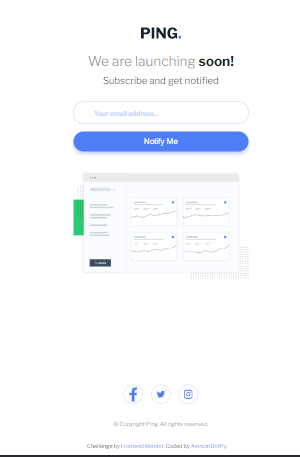 PING.
We are launching soon!
Subscribe and get notified
Your email address...
Notify Me
© Copyright Ping. All rights reserved.
Challenge by Frontend Mentor. Coded by